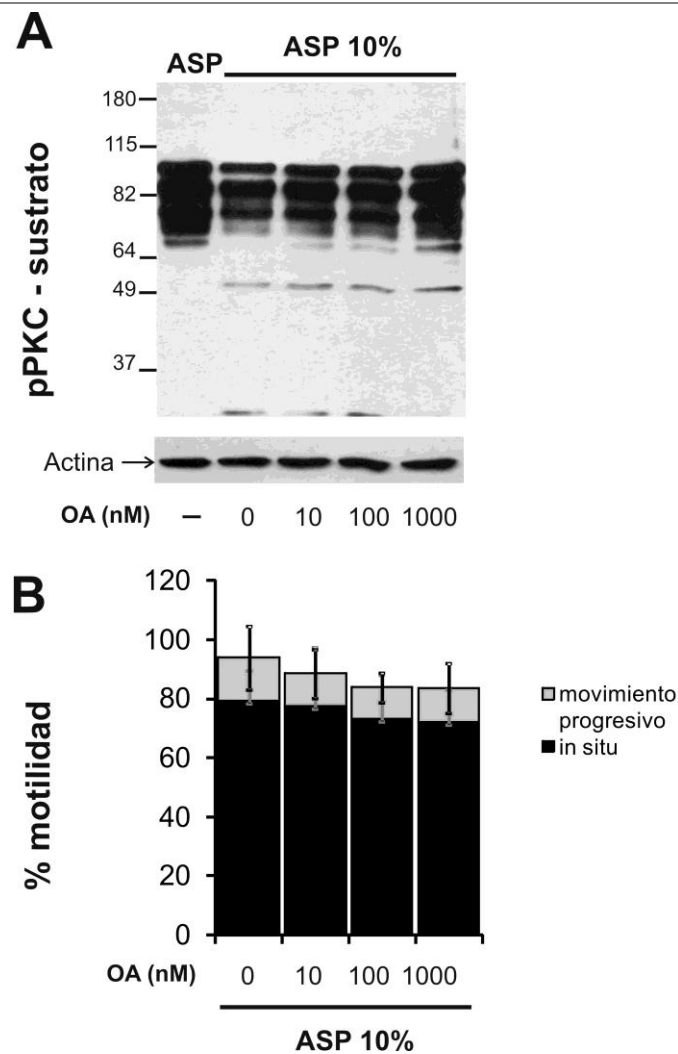 A
ASP
ASP 10%
180
115
82
64
49
37
pPKC - sustrato
Actina →
OA (nM) – 0 10 100 1000
B
120
100
80
60
40
20
0
% motilidad
movimiento
progresivo
in situ
OA (nM) 0 10 100 1000
ASP 10%